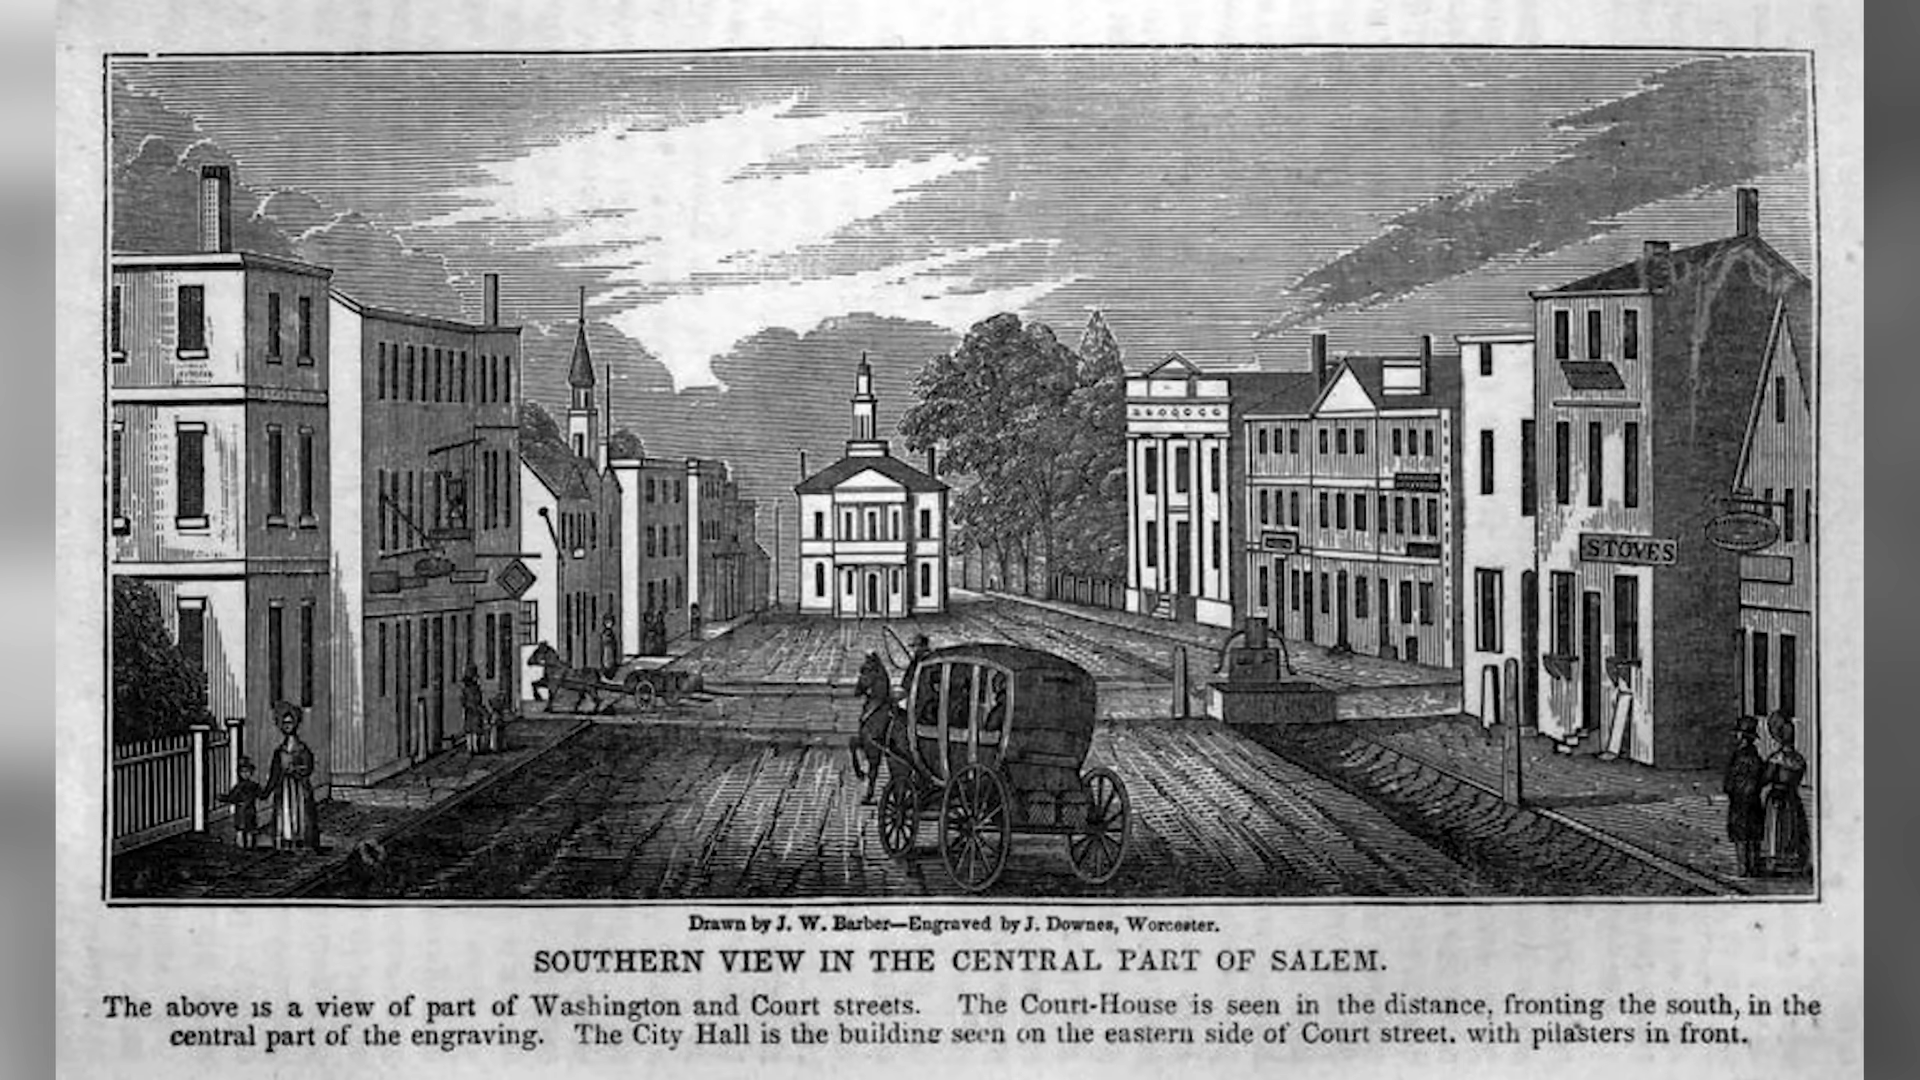 STOVES
Drawn by J. W. Barber—Engraved by J. Downes, Worcester.
SOUTHERN VIEW IN THE CENTRAL PART OF SALEM.
The above is a view of part of Washington and Court streets. The Court-House is seen in the distance, fronting the south, in the
central part of the engraving. The City Hall is the building seen on the eastern side of Court street, with pilasters in front.